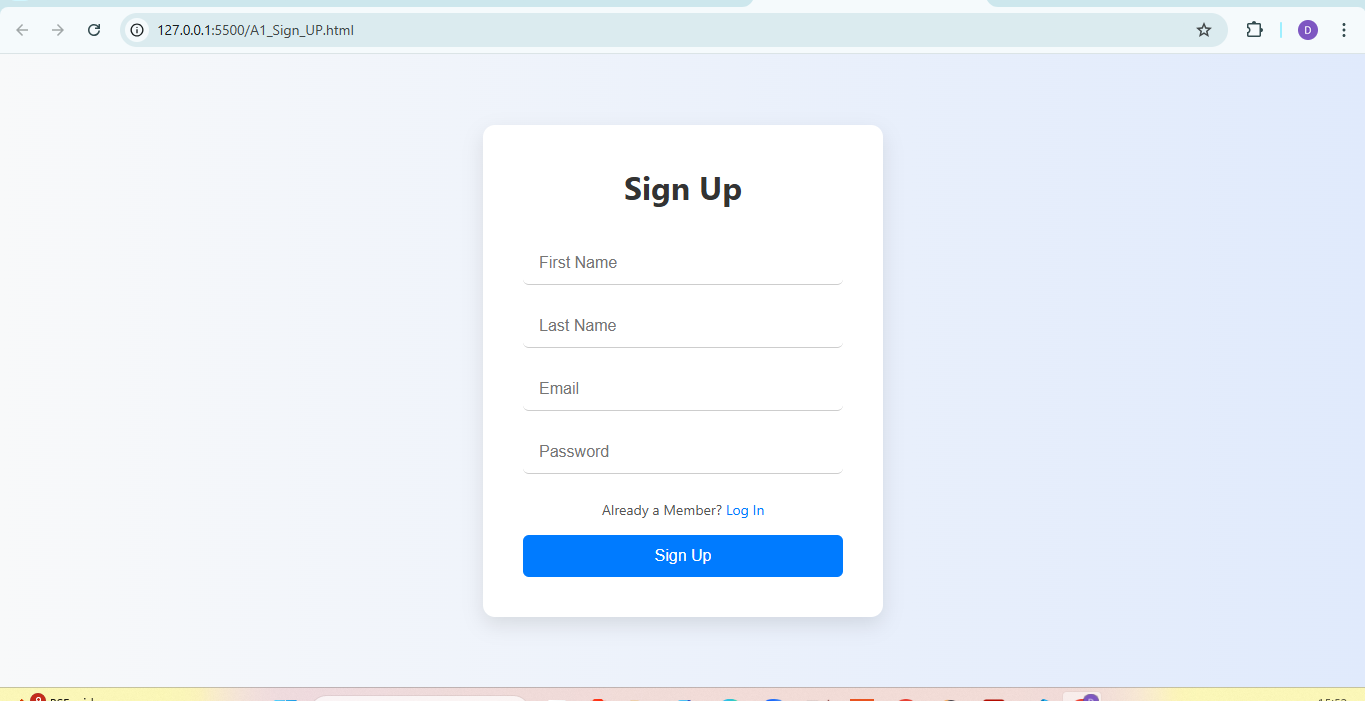 127.0.0.1:5500/A1_Sign_UP.html
D
Sign Up
First Name
Last Name
Email
Password
Already a Member? Log In
Sign Up